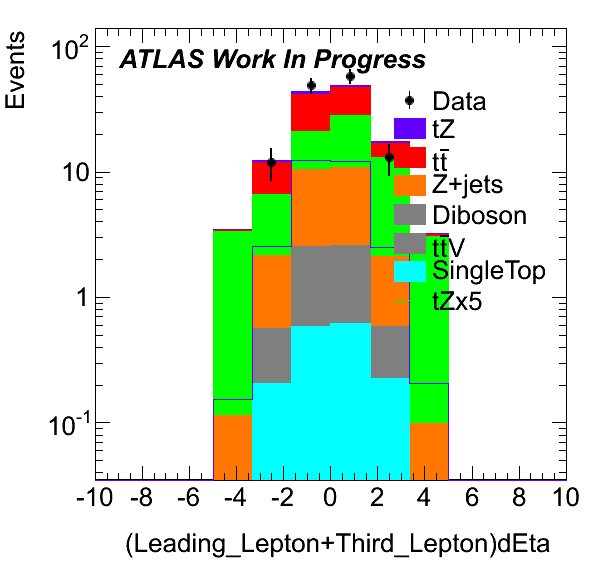 Events
10²
10
1
10⁻¹
ATLAS Work In Progress
Data
tZ
tt̄
Z+jets
Diboson
tt̄V
SingleTop
tZx5
-10 -8 -6 -4 -2 0 2 4 6 8 10
(Leading_Lepton+Third_Lepton)dEta